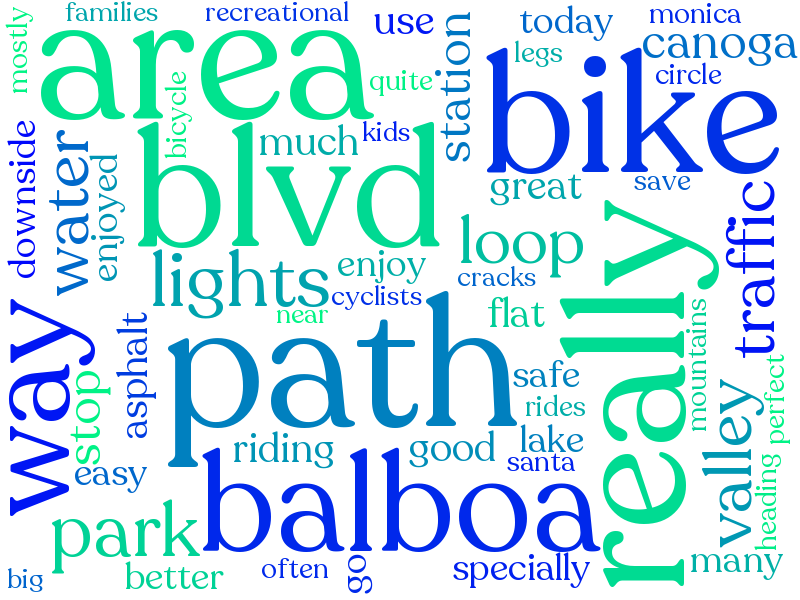 families
recreational
use
today
monica
mostly
area
canoga
legs
circle
quite
station
bike
bicycle
kids
downside
blvd
much
water
enjoyed
great
save
traffic
really
loop
lights
enjoy
cracks
cyclists
near
flat
way
path
mountains
asphalt
safe
perfect
stop
rides
valley
riding
good
lake
easy
santa
balboa
heading
park
many
big
better
often
go
specially